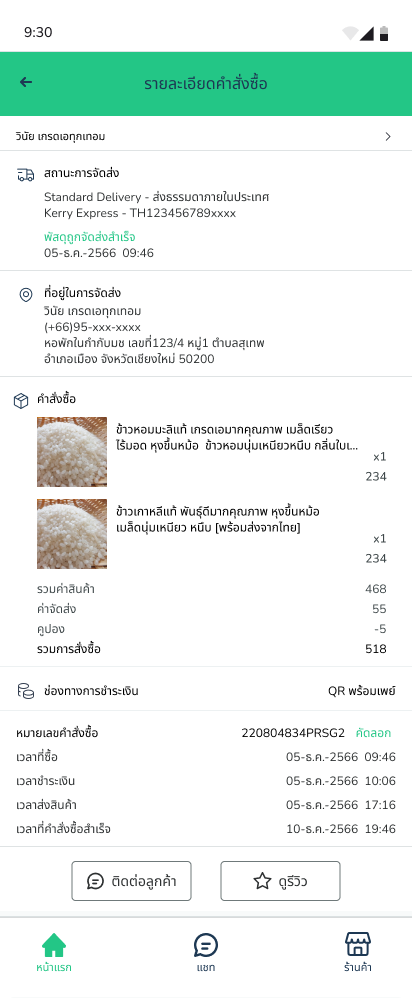 9:30
รายละเอียดคำสั่งซื้อ
วินัย เกรดเอทุกเทอม
สถานะการจัดส่ง
Standard Delivery - ส่งธรรมดาภายในประเทศ
Kerry Express - TH123456789xxxx
พัสดุถูกจัดส่งสำเร็จ
05-ธ.ค.-2566 09:46
ที่อยู่ในการจัดส่ง
วินัย เกรดเอทุกเทอม
(+66)95-xxx-xxxx
หอพักในกำกับมช เลขที่123/4 หมู่1 ตำบลสุเทพ
อำเภอเมือง จังหวัดเชียงใหม่ 50200
คำสั่งซื้อ
ข้าวหอมมะลิแท้ เกรดเอมากคุณภาพ เมล็ดเรียว
ไร้มอด หุงขึ้นหม้อ ข้าวหอมนุ่มเหนียวหนึบ กลิ่นใบเ...
x1
234
ข้าวเกาหลีแท้ พันธุ์ดีมากคุณภาพ หุงขึ้นหม้อ
เมล็ดนุ่มเหนียว หนึบ [พร้อมส่งจากไทย]
x1
234
รวมค่าสินค้า 468
ค่าจัดส่ง 55
คูปอง -5
รวมการสั่งซื้อ 518
ช่องทางการชำระเงิน QR พร้อมเพย์
หมายเลขคำสั่งซื้อ 220804834PRSG2 คัดลอก
เวลาที่ซื้อ 05-ธ.ค.-2566 09:46
เวลาชำระเงิน 05-ธ.ค.-2566 10:06
เวลาส่งสินค้า 05-ธ.ค.-2566 17:16
เวลาที่คำสั่งซื้อสำเร็จ 10-ธ.ค.-2566 19:46
ติดต่อลูกค้า ดูรีวิว
หน้าแรก แชท ร้านค้า